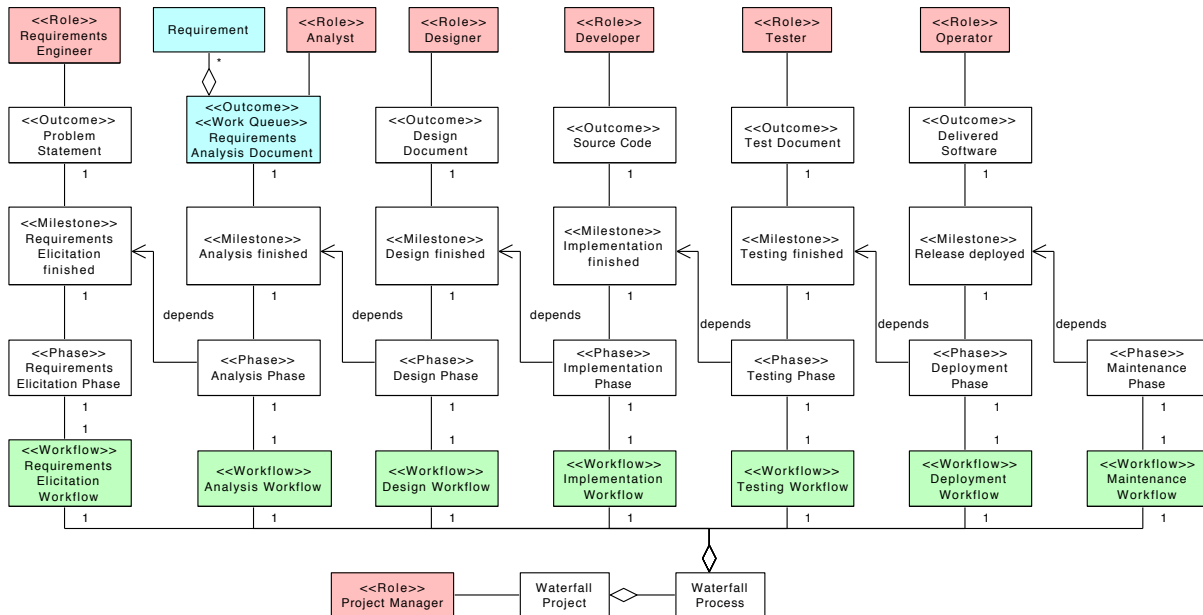 <<Role>>
Requirements
Engineer
Requirement
<<Role>>
Analyst
<<Role>>
Designer
<<Role>>
Developer
<<Role>>
Tester
<<Role>>
Operator
*
<<Outcome>>
Problem
Statement
<<Outcome>>
<<Work Queue>>
Requirements
Analysis Document
<<Outcome>>
Design
Document
<<Outcome>>
Source Code
<<Outcome>>
Test Document
<<Outcome>>
Delivered
Software
1
1
1
1
1
1
<<Milestone>>
Requirements
Elicitation
finished
<<Milestone>>
Analysis finished
<<Milestone>>
Design finished
<<Milestone>>
Implementation
finished
<<Milestone>>
Testing finished
<<Milestone>>
Release deployed
1
1
1
1
1
1
depends
depends
depends
depends
depends
depends
<<Phase>>
Requirements
Elicitation Phase
<<Phase>>
Analysis Phase
<<Phase>>
Design Phase
<<Phase>>
Implementation
Phase
<<Phase>>
Testing Phase
<<Phase>>
Deployment
Phase
<<Phase>>
Maintenance
Phase
1
1
1
1
1
1
1
1
1
1
1
1
1
1
<<Workflow>>
Requirements
Elicitation
Workflow
<<Workflow>>
Analysis Workflow
<<Workflow>>
Design Workflow
<<Workflow>>
Implementation
Workflow
<<Workflow>>
Testing Workflow
<<Workflow>>
Deployment
Workflow
<<Workflow>>
Maintenance
Workflow
1
1
1
1
1
1
1
<<Role>>
Project Manager
Waterfall
Project
Waterfall
Process